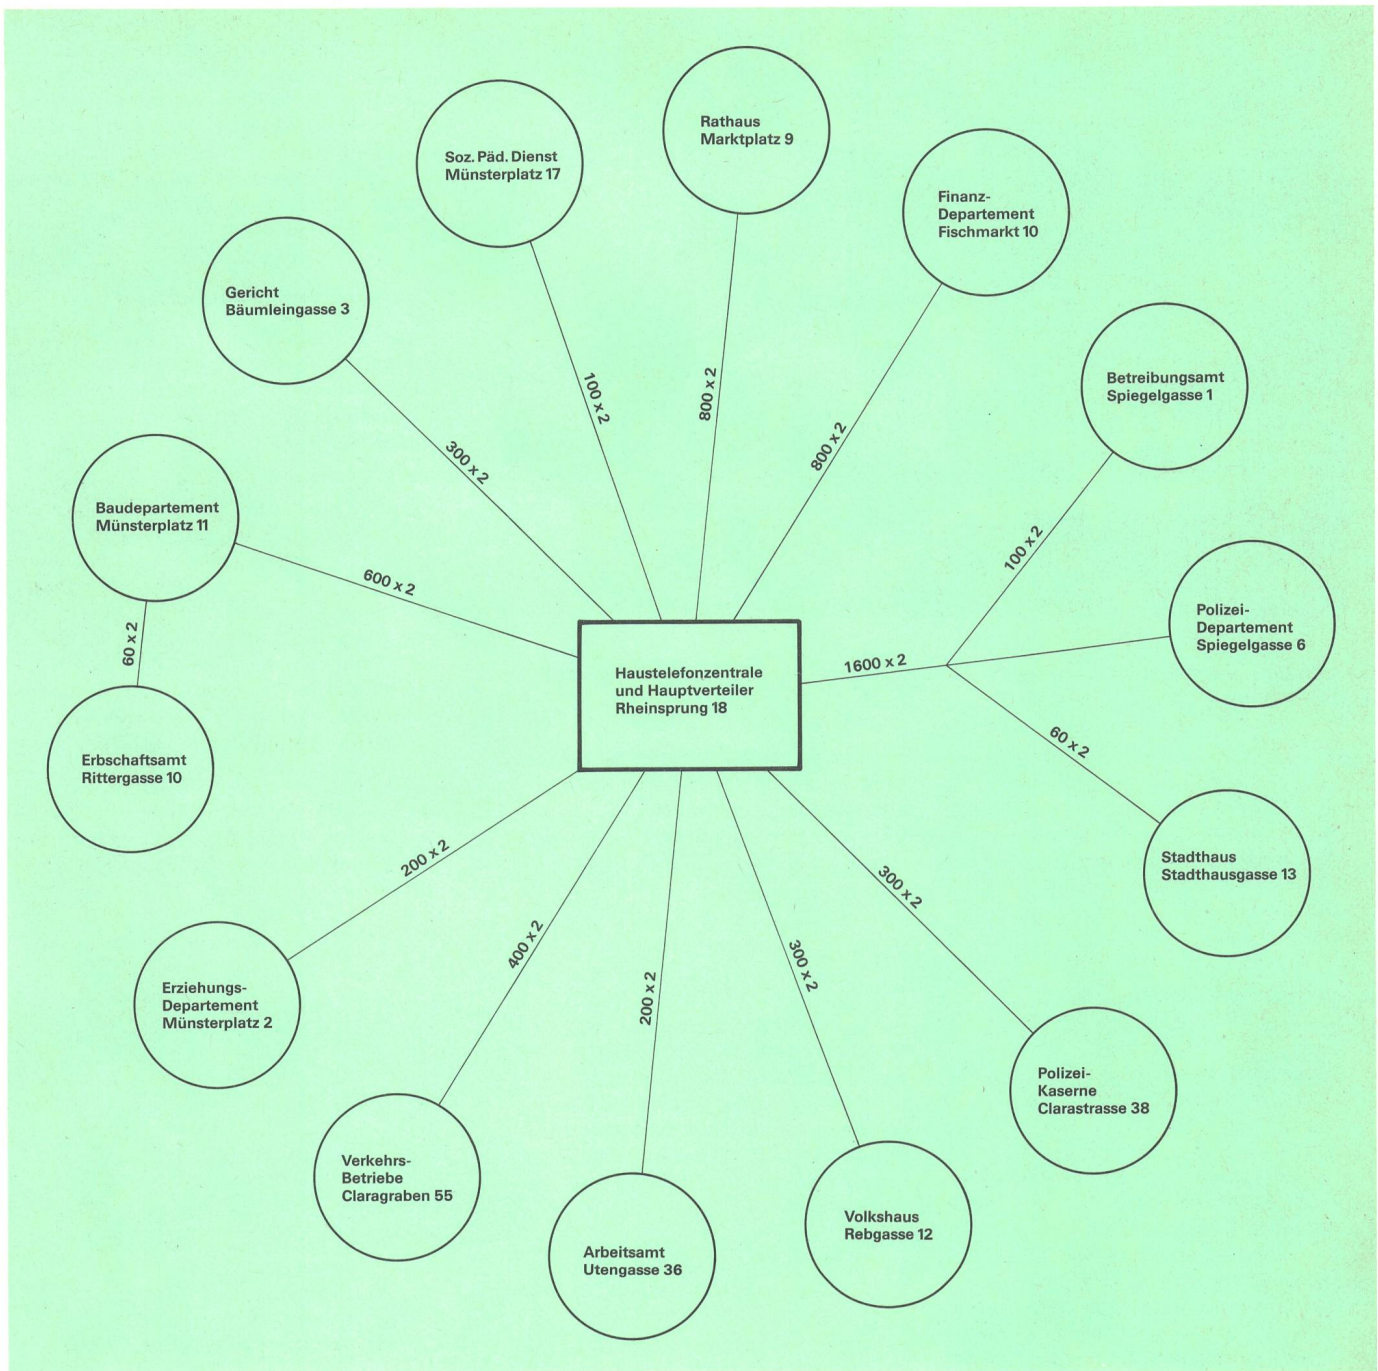 Rathaus
Marktplatz 9
Soz. Päd. Dienst
Münsterplatz 17
Finanz-
Departement
Fischmarkt 10
Gericht
Bäumleingasse 3
Betreibungsamt
Spiegelgasse 1
100 x 2
800 x 2
800 x 2
300 x 2
Baudepartement
Münsterplatz 11
100 x 2
600 x 2
Polizei-
Departement
Spiegelgasse 6
60 x 2
1600 x 2
Haustelefonzentrale
und Hauptverteiler
Rheinsprung 18
60 x 2
Erbschaftsamt
Rittergasse 10
200 x 2
300 x 2
Stadthaus
Stadthausgasse 13
400 x 2
200 x 2
300 x 2
Erziehungs-
Departement
Münsterplatz 2
Polizei-
Kaserne
Clarastrasse 38
Verkehrs-
Betriebe
Claragraben 55
Volkshaus
Rebgasse 12
Arbeitsamt
Utengasse 36